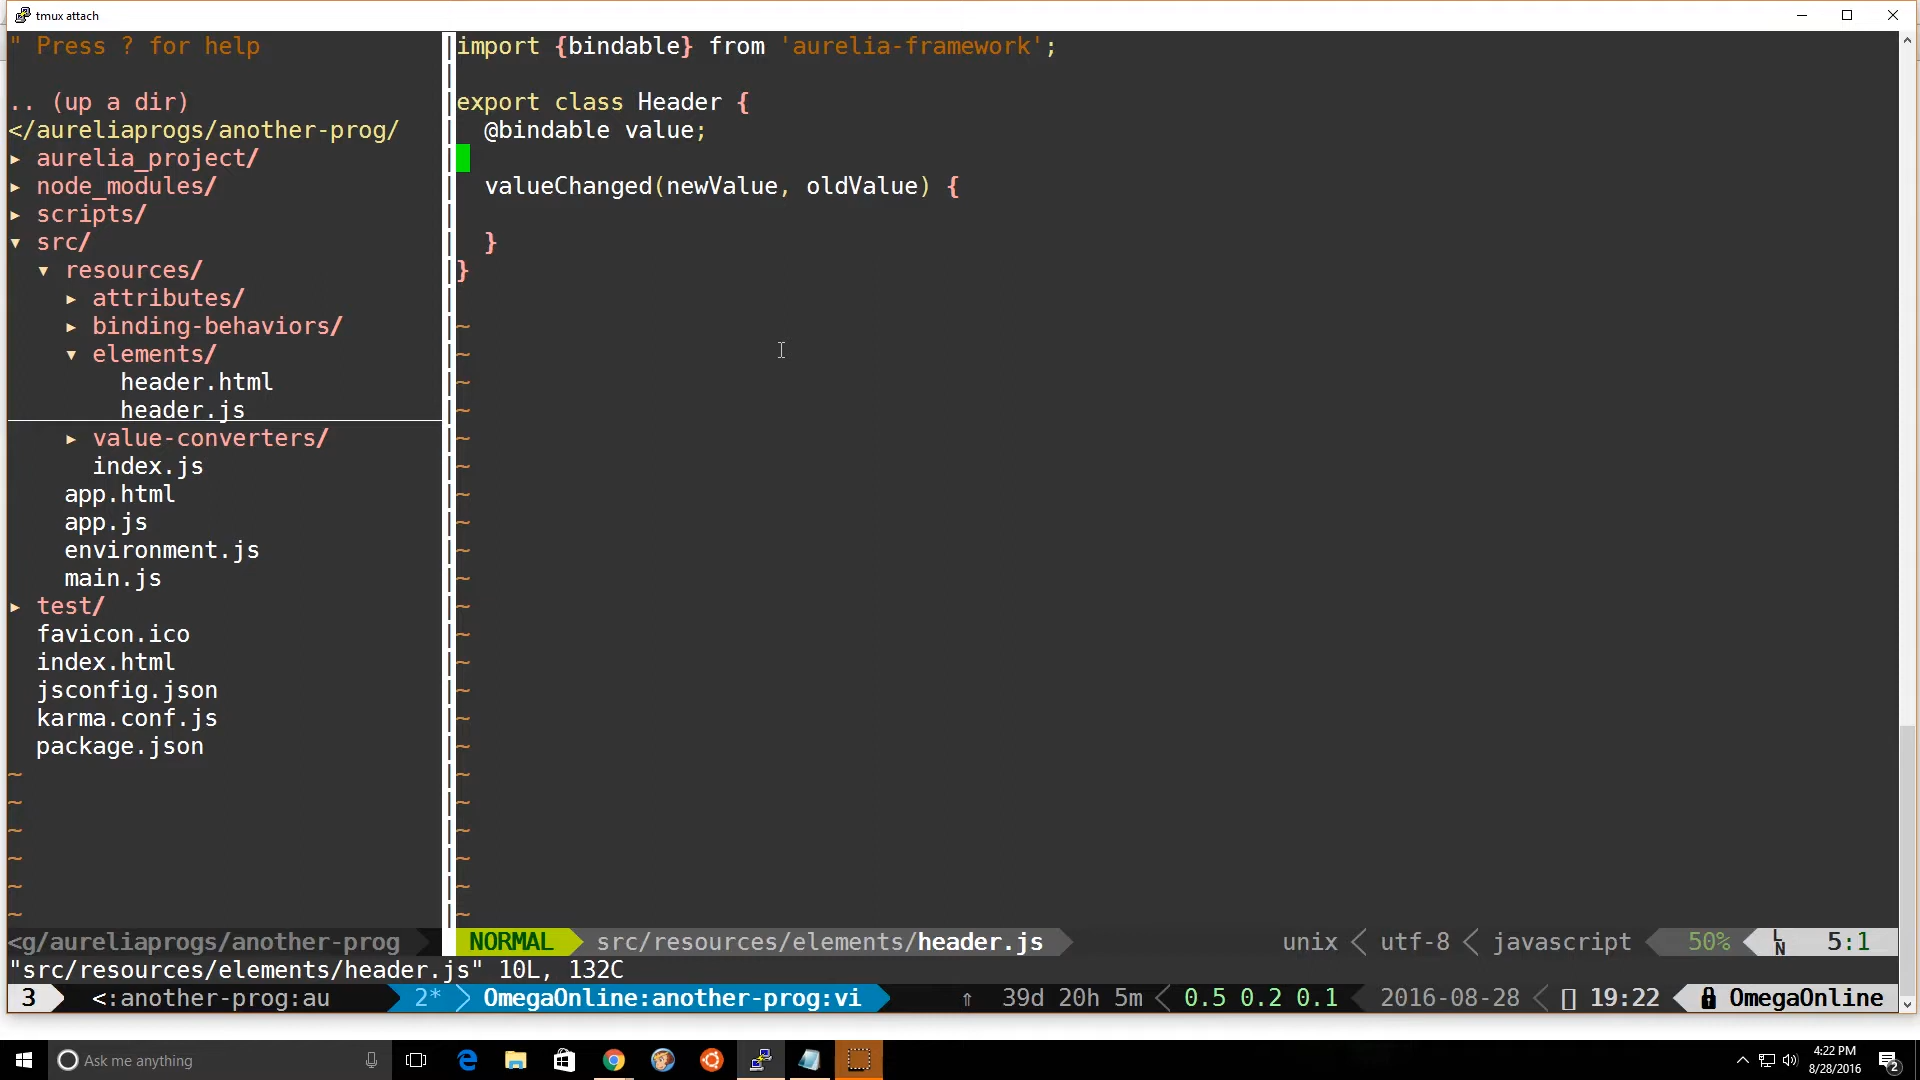 tmux attach
" Press ? for help
.. (up a dir)
</aureliaprogs/another-prog/
▸ aurelia_project/
▸ node_modules/
▸ scripts/
▾ src/
▾ resources/
▸ attributes/
▸ binding-behaviors/
▾ elements/
header.html
header.js
▸ value-converters/
index.js
app.html
app.js
environment.js
main.js
▸ test/
favicon.ico
index.html
jsconfig.json
karma.conf.js
package.json
<g/aureliaprogs/another-prog
import {bindable} from 'aurelia-framework';
export class Header {
@bindable value;
valueChanged(newValue, oldValue) {
}
}
NORMAL src/resources/elements/header.js unix utf-8 javascript 50% LN 5:1
"src/resources/elements/header.js" 10L, 132C
3 <:another-prog:au 2* OmegaOnline:another-prog:vi ⇑ 39d 20h 5m 0.5 0.2 0.1 2016-08-28 19:22 OmegaOnline
Ask me anything
4:22 PM
8/28/2016
2